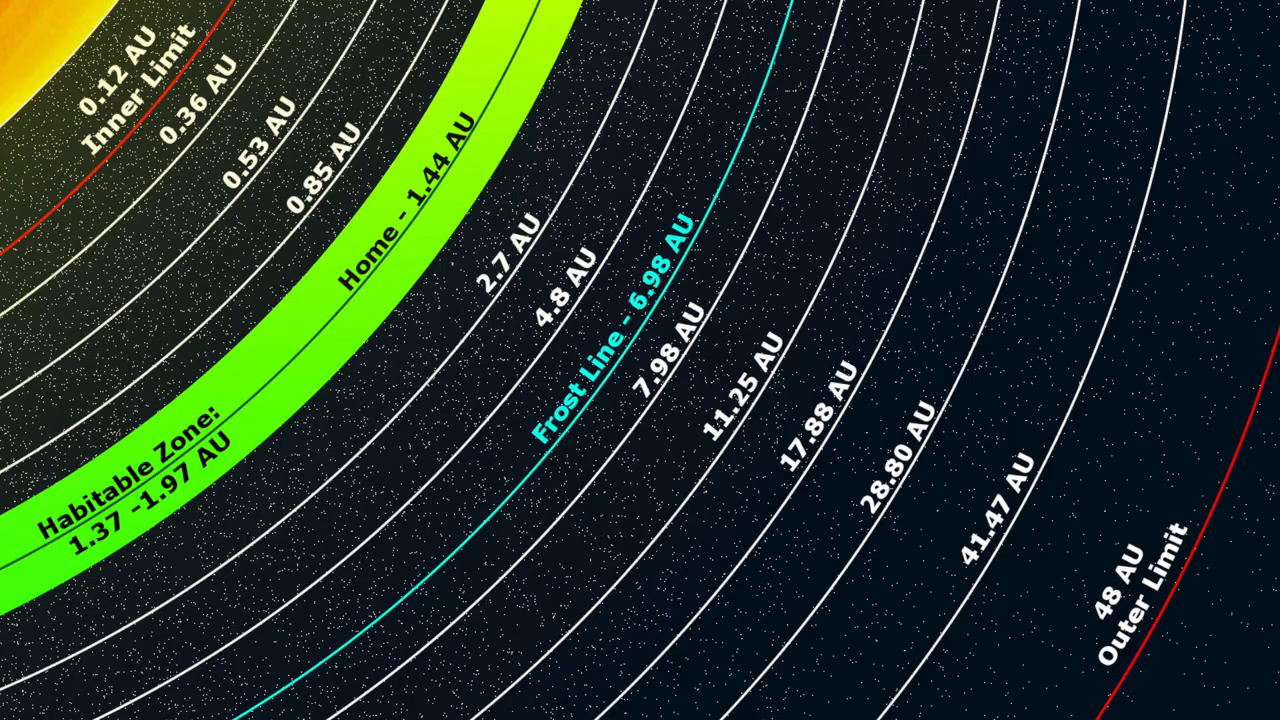 0.12 AU
Inner Limit
0.36 AU
0.53 AU
0.85 AU
Home - 1.44 AU
Habitable Zone:
1.37 -1.97 AU
2.7 AU
4.8 AU
Frost Line - 6.98 AU
7.98 AU
11.25 AU
17.88 AU
28.80 AU
41.47 AU
48 AU
Outer Limit